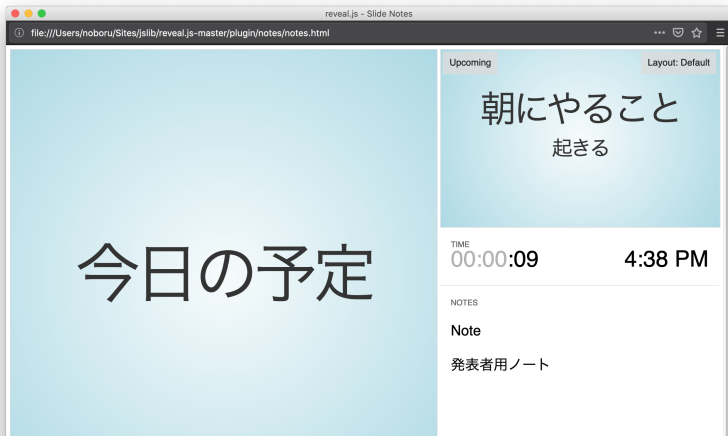 reveal.js - Slide Notes
file:///Users/noboru/Sites/jslib/reveal.js-master/plugin/notes/notes.html
今日の予定
Upcoming
Layout: Default
朝にやること
起きる
TIME
00:00:09
4:38 PM
NOTES
Note
発表者用ノート